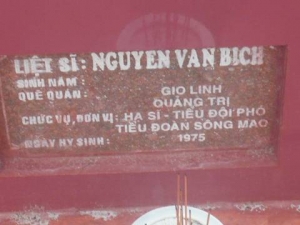 LIỆT SĨ: NGUYEN VAN BICH
SINH NĂM:
QUÊ QUÁN: GIO LINH
QUẢNG TRỊ
CHỨC VỤ, ĐƠN VỊ: HẠ SĨ - TIỂU ĐỘI PHÓ
TIỂU ĐOÀN SÔNG MAO
NGÀY HY SINH: 1975